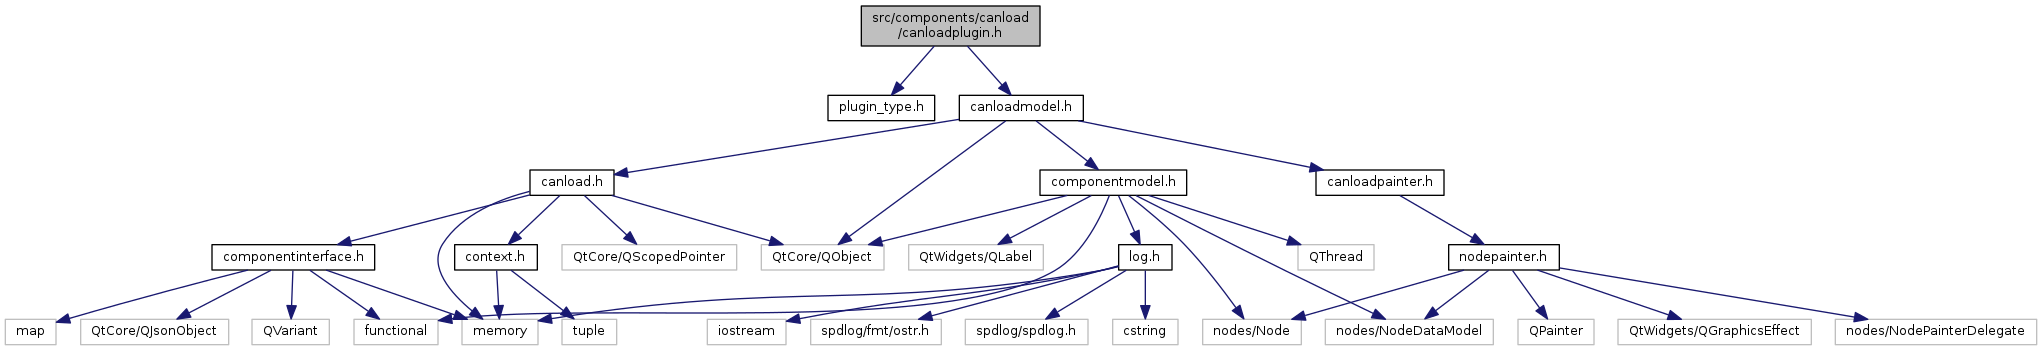 src/components/canload
/canloadplugin.h
plugin_type.h
canloadmodel.h
canload.h
componentmodel.h
canloadpainter.h
componentinterface.h
context.h
QtCore/QScopedPointer
QtCore/QObject
QtWidgets/QLabel
log.h
QThread
nodepainter.h
map
QtCore/QJsonObject
QVariant
functional
memory
tuple
iostream
spdlog/fmt/ostr.h
spdlog/spdlog.h
cstring
nodes/Node
nodes/NodeDataModel
QPainter
QtWidgets/QGraphicsEffect
nodes/NodePainterDelegate